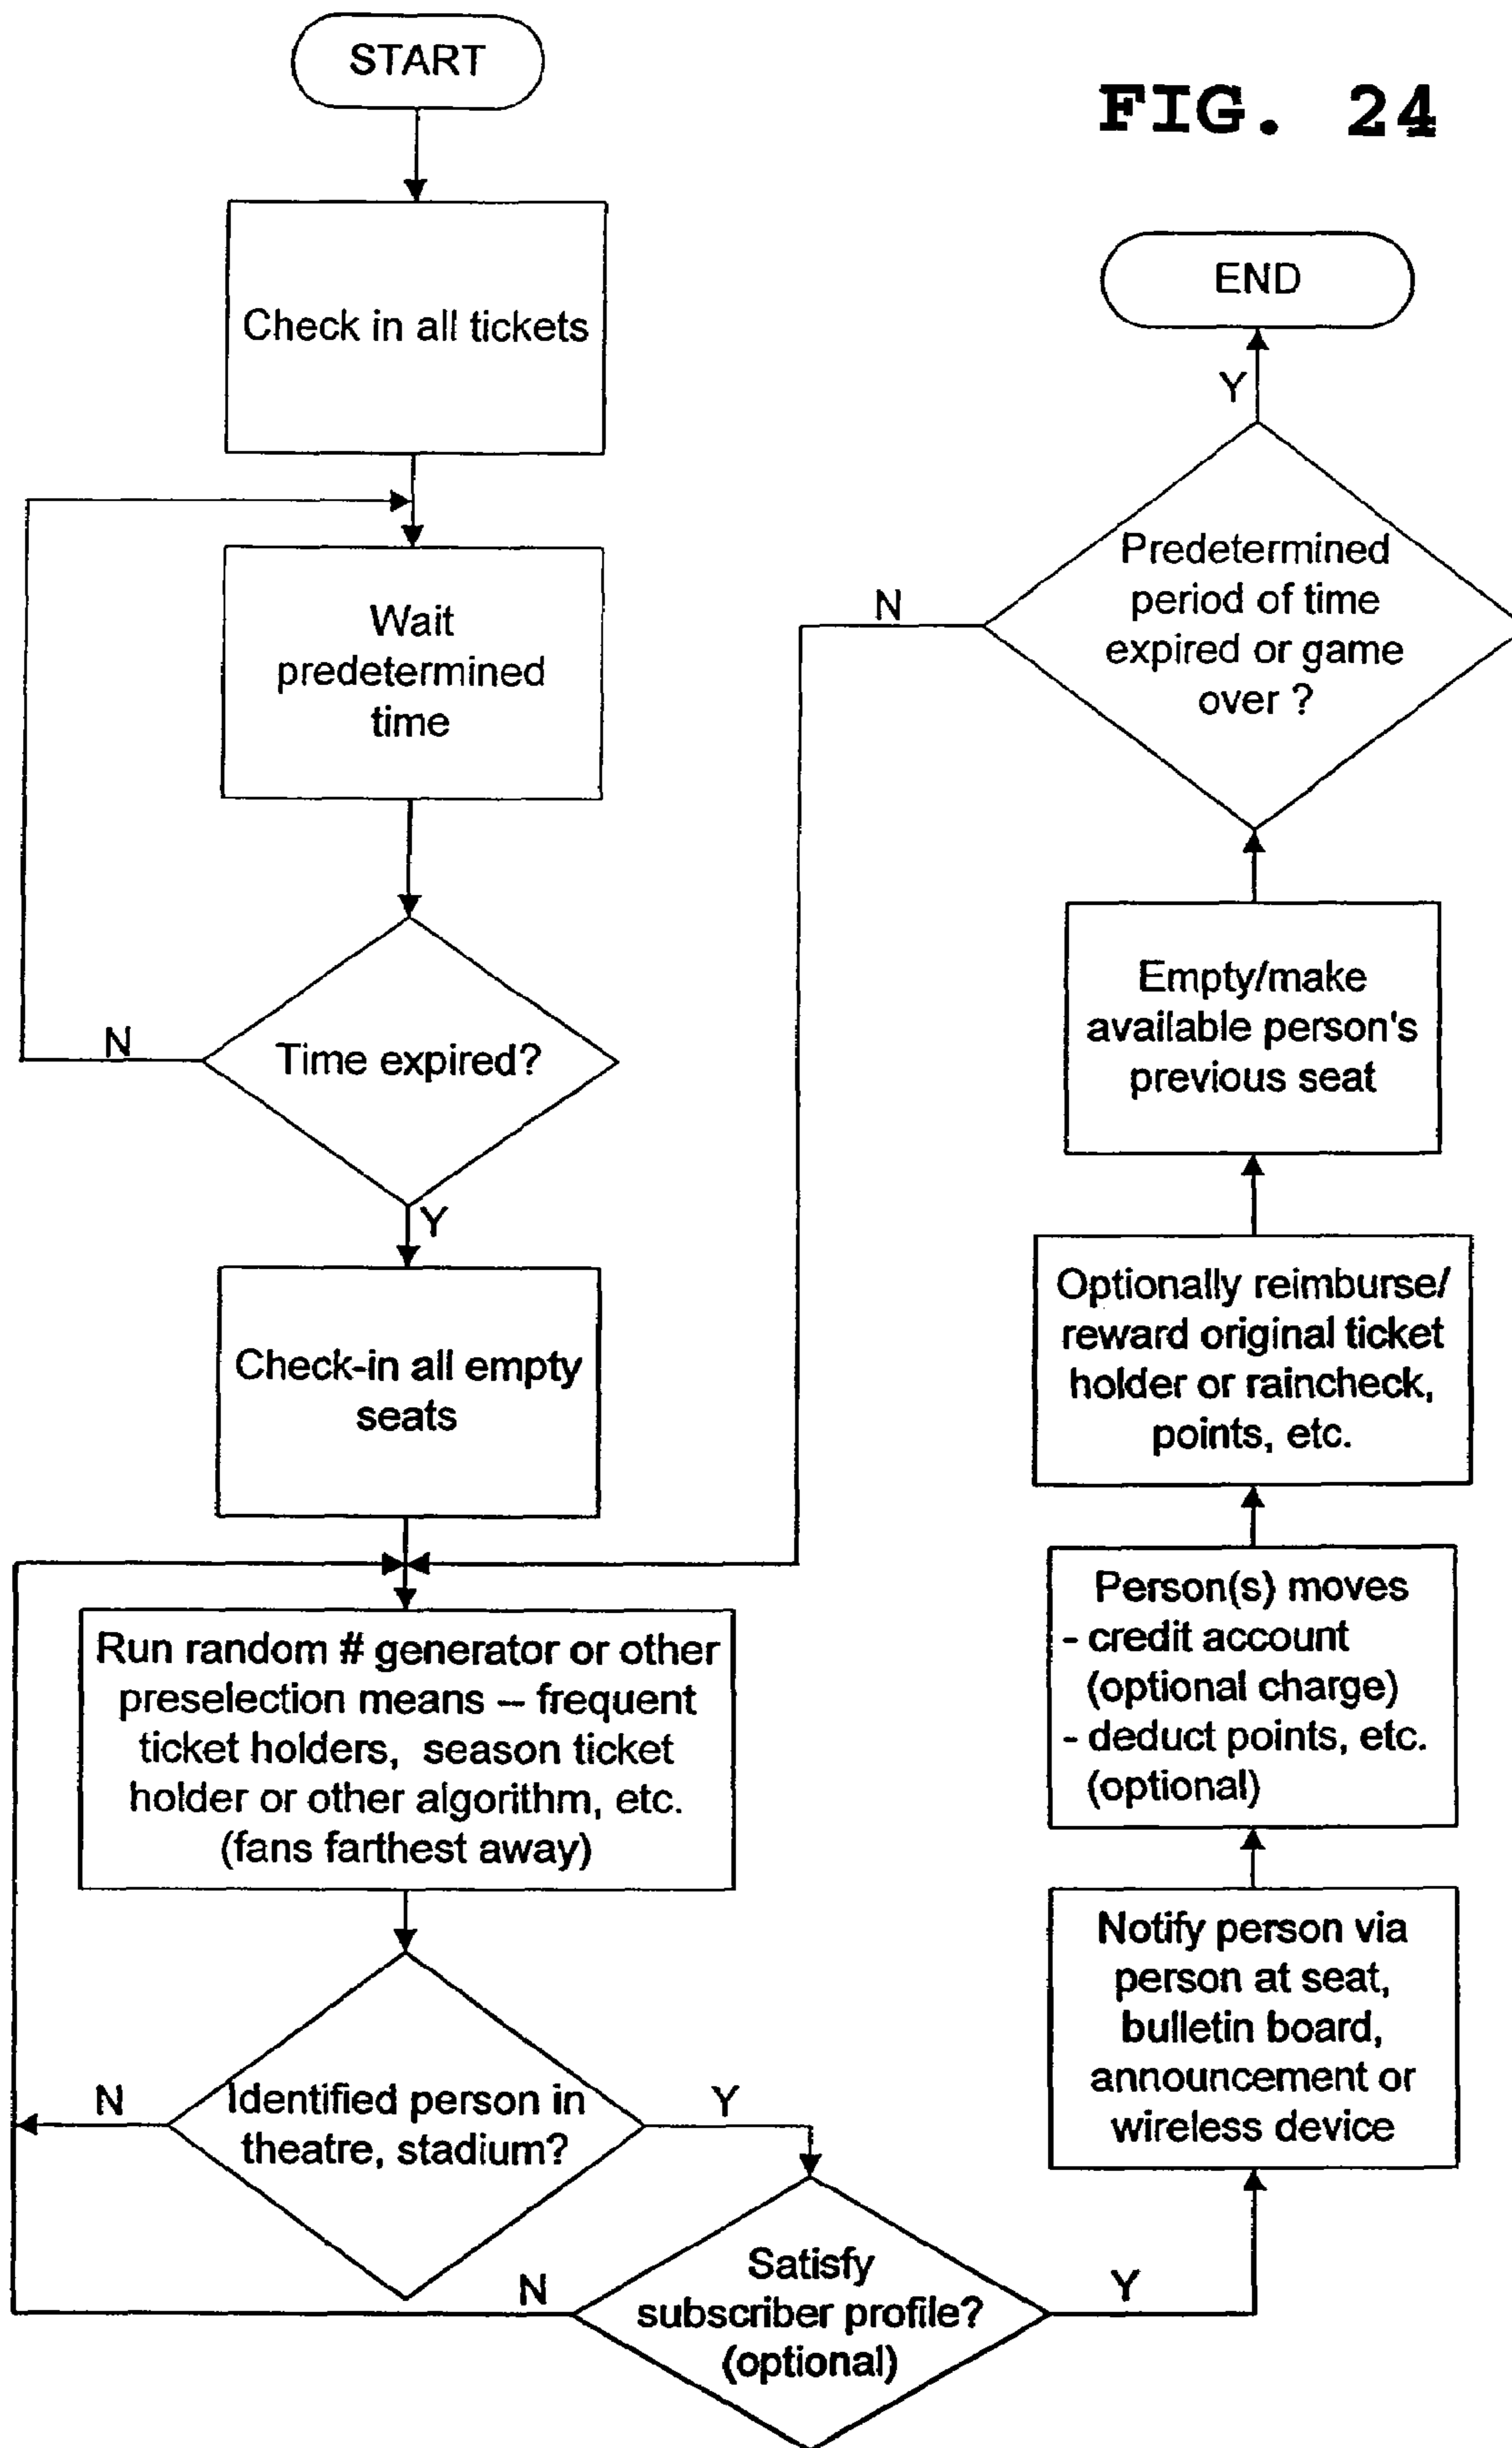 START
FIG. 24
Check in all tickets
Wait
predetermined
time
N
Time expired?
Y
Check-in all empty
seats
Run random # generator or other
preselection means – frequent
ticket holders, season ticket
holder or other algorithm, etc.
(fans farthest away)
N
Identified person in
theatre, stadium?
Y
N
Satisfy
subscriber profile?
(optional)
Y
Notify person via
person at seat,
bulletin board,
announcement or
wireless device
Person(s) moves
- credit account
(optional charge)
- deduct points, etc.
(optional)
Optionally reimburse/
reward original ticket
holder or raincheck,
points, etc.
Empty/make
available person's
previous seat
Predetermined
period of time
expired or game
over ?
N
Y
END